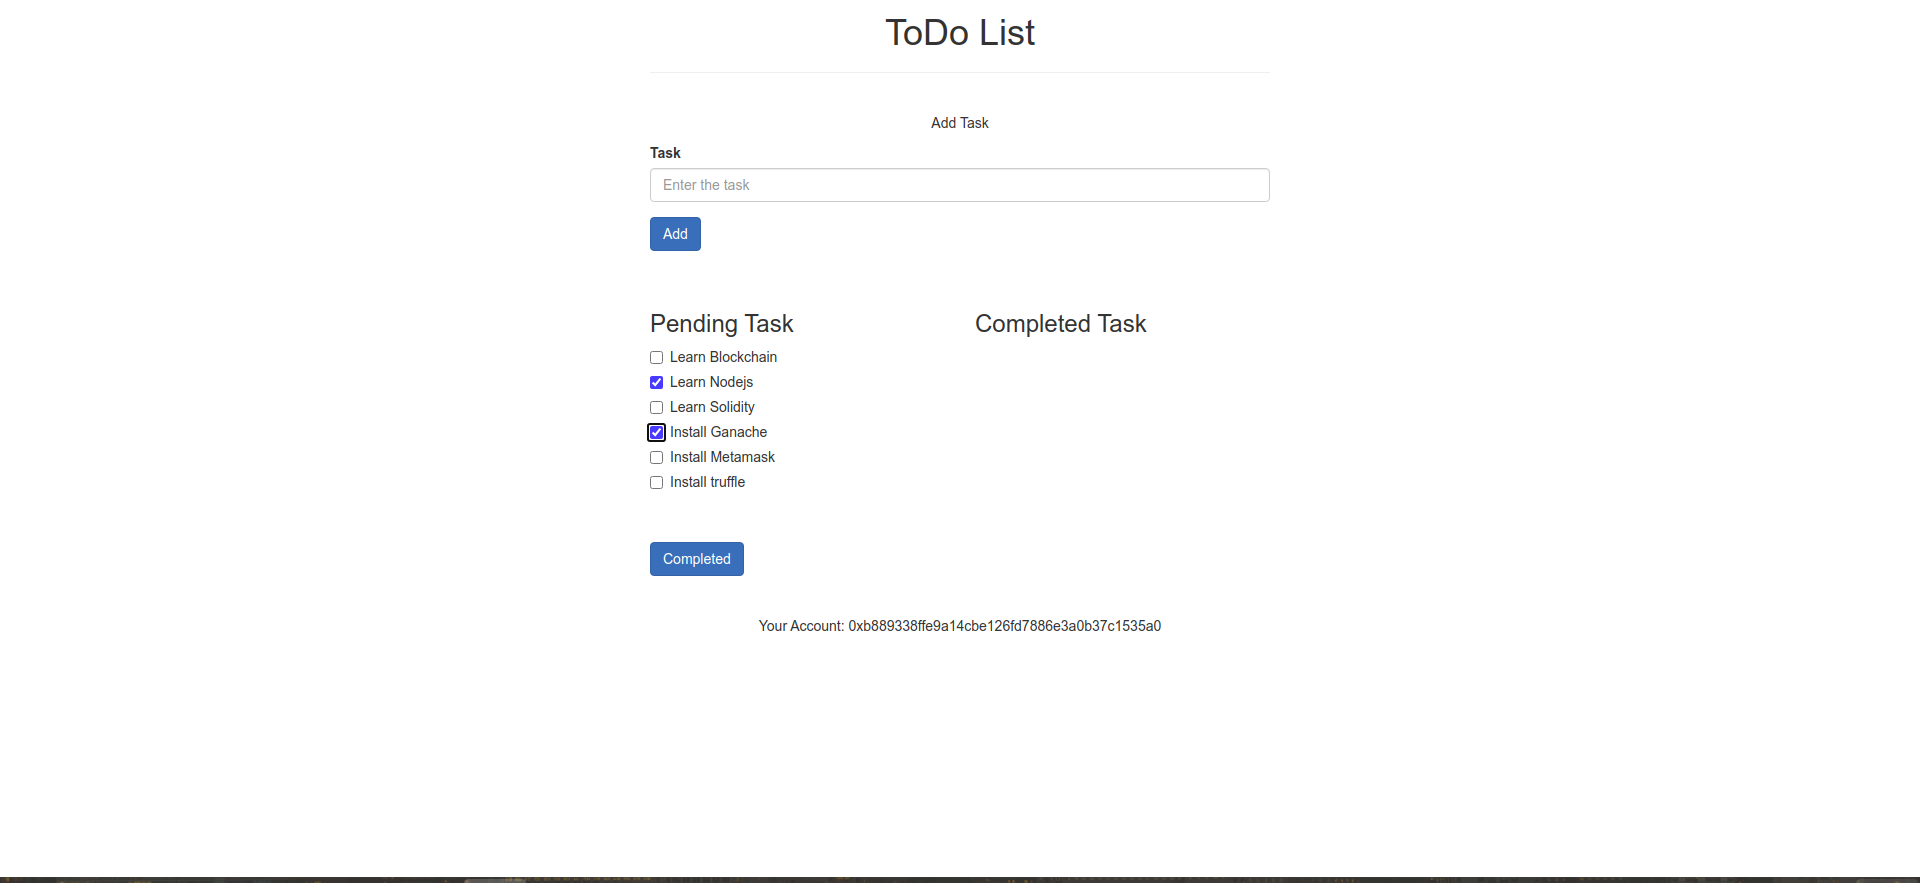 ToDo List
Add Task
Task
Enter the task
Add
Pending Task
Learn Blockchain
Learn Nodejs
Learn Solidity
Install Ganache
Install Metamask
Install truffle
Completed Task
Completed
Your Account: 0xb889338ffe9a14cbe126fd7886e3a0b37c1535a0